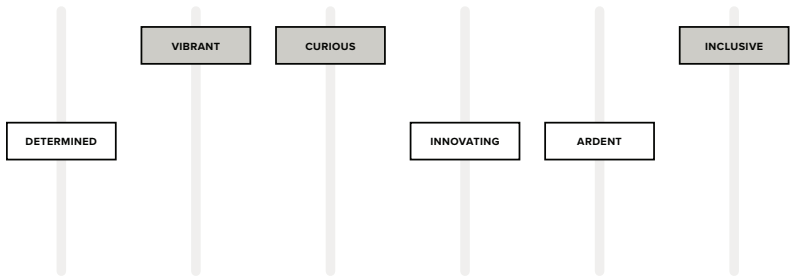 VIBRANT
CURIOUS
INCLUSIVE
DETERMINED
INNOVATING
ARDENT